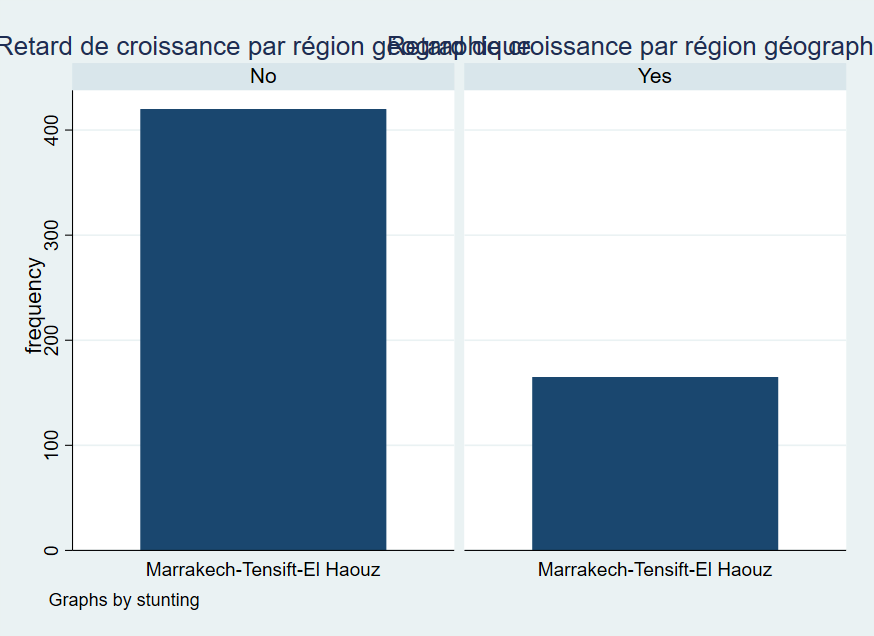 Retard de croissance par région géographique
Retard de croissance par région géograph
No
Yes
frequency
400
300
200
100
0
Marrakech-Tensift-El Haouz
Marrakech-Tensift-El Haouz
Graphs by stunting